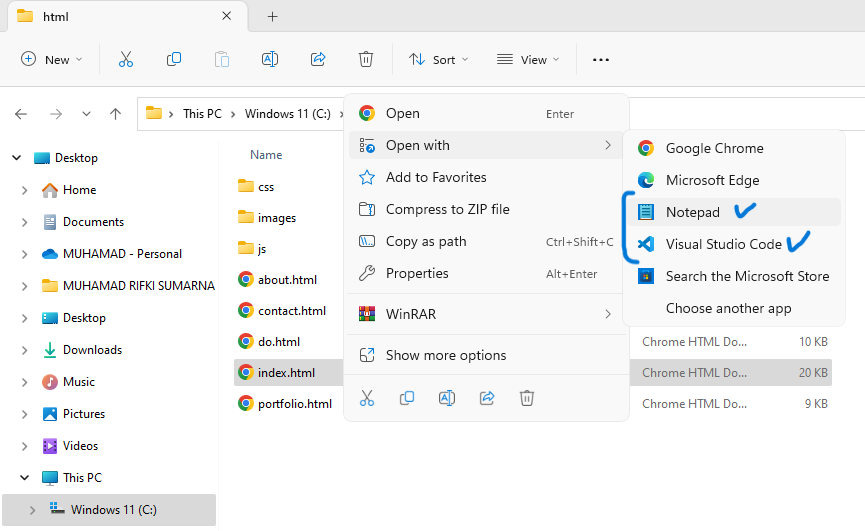 html
New
Sort
View
This PC
Windows 11 (C:)
Desktop
Home
Documents
MUHAMAD - Personal
MUHAMAD RIFKI SUMARNA
Desktop
Downloads
Music
Pictures
Videos
This PC
Windows 11 (C:)
Name
css
images
js
about.html
contact.html
do.html
Chrome HTML Do...
10 KB
index.html
Chrome HTML Do...
20 KB
portfolio.html
Chrome HTML Do...
9 KB
Open
Enter
Open with
Add to Favorites
Compress to ZIP file
Copy as path
Ctrl+Shift+C
Properties
Alt+Enter
WinRAR
Show more options
Google Chrome
Microsoft Edge
Notepad
Visual Studio Code
Search the Microsoft Store
Choose another app